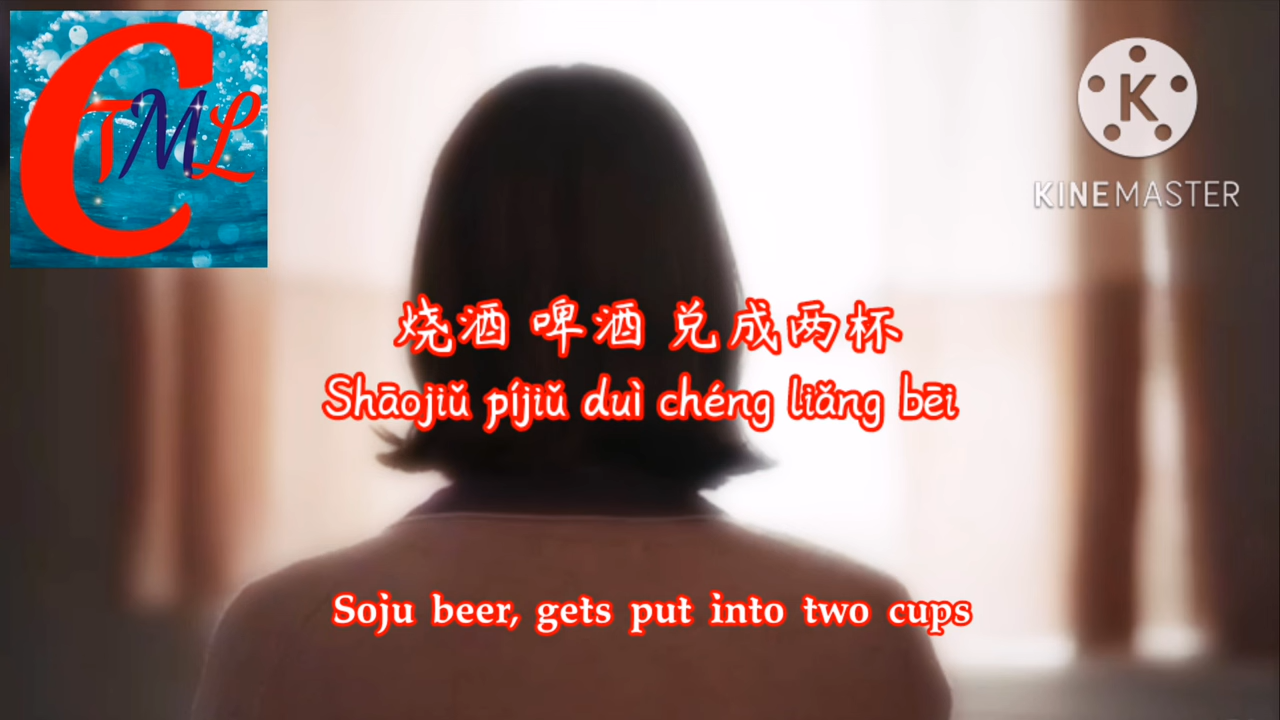 CTML
K
KINEMASTER
烧酒 啤酒 兑成两杯
Shāojiǔ píjiǔ duì chéng liǎng bēi
Soju beer, gets put into two cups